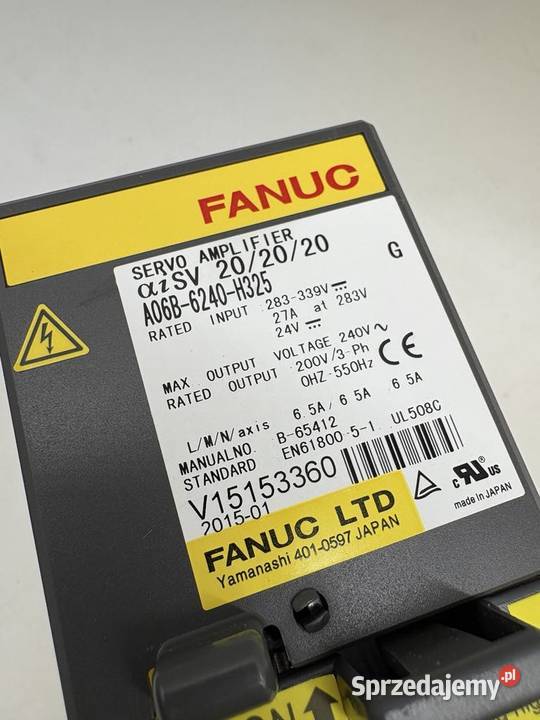 FANUC
SERVO AMPLIFIER
αiSV 20/20/20
G
A06B-6240-H325
RATED INPUT 283-339V
27A at 283V
24V
MAX. OUTPUT VOLTAGE 240V~
RATED OUTPUT 200V/3-Ph
0HZ-550Hz
CE
L/M/N/axis 6.5A/ 6.5A / 6.5A
MANUALNO. B-65412
STANDARD EN61800-5-1. UL508C
V15153360
2015-01
c RU US
made in JAPAN
FANUC LTD
Yamanashi 401-0597 JAPAN
Sprzedajemy.pl